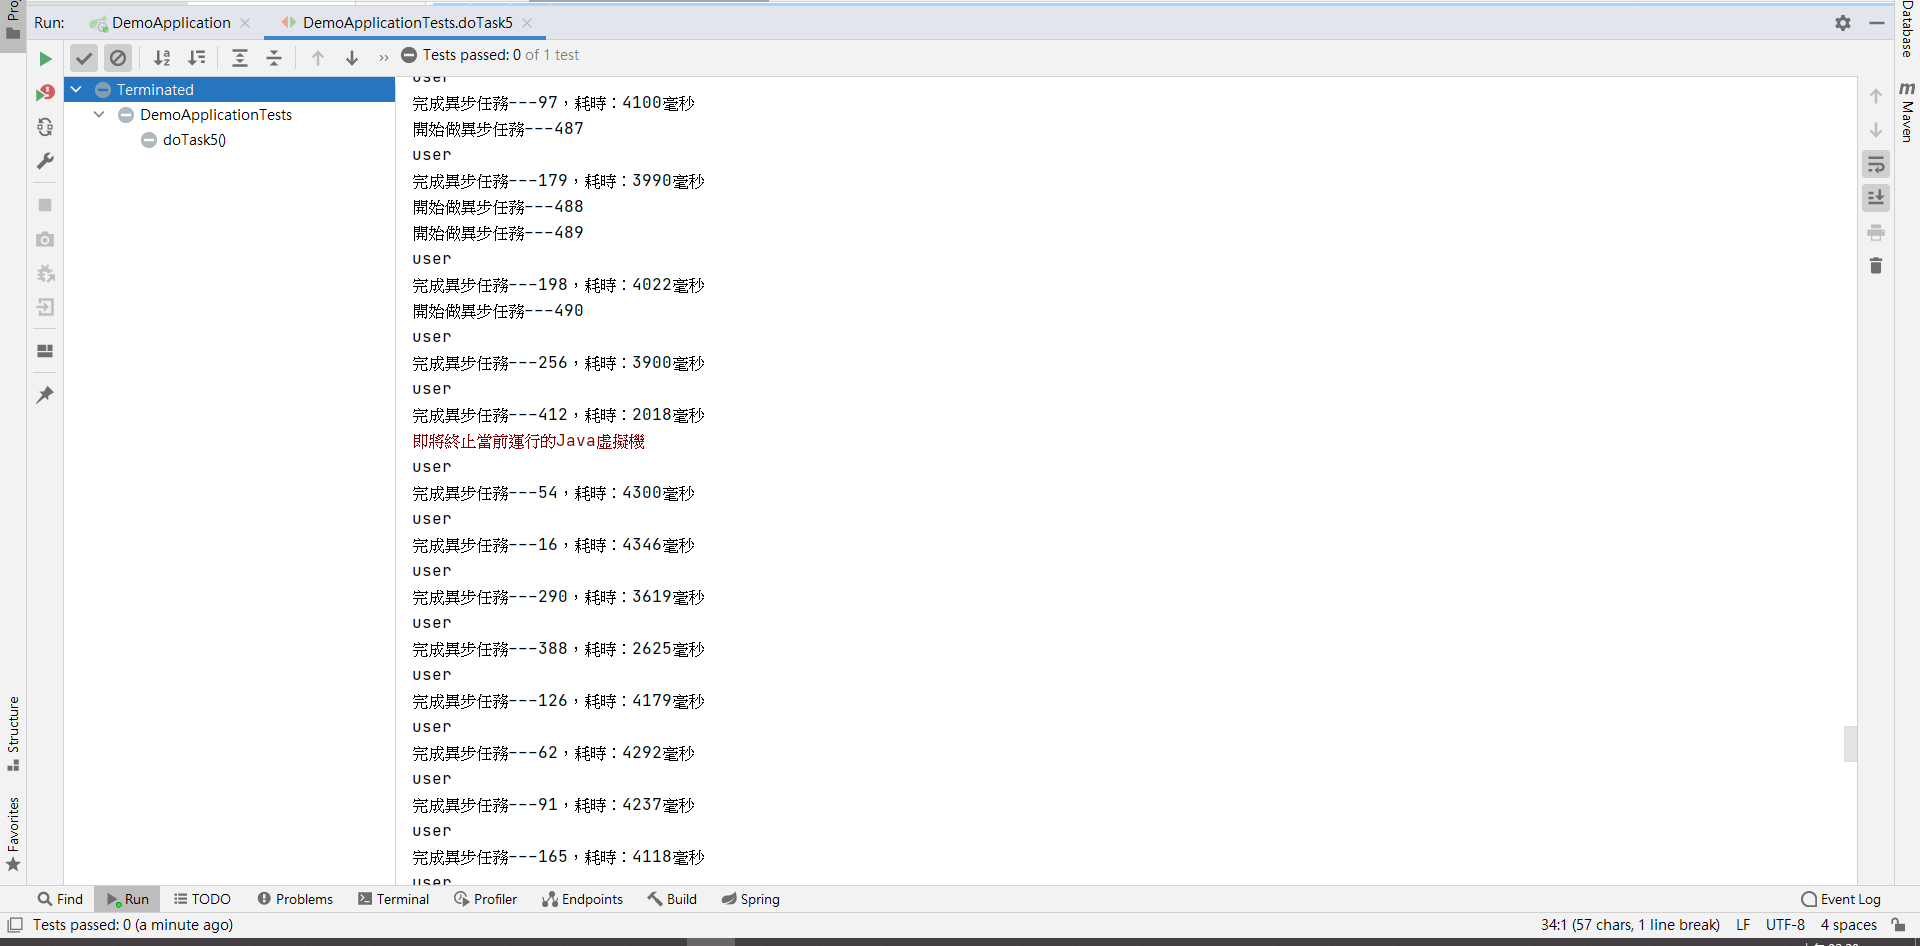 Run: DemoApplication DemoApplicationTests.doTask5
Tests passed: 0 of 1 test
Terminated
DemoApplicationTests
doTask5()
user
完成異步任務---97，耗時：4100毫秒
開始做異步任務---487
user
完成異步任務---179，耗時：3990毫秒
開始做異步任務---488
開始做異步任務---489
user
完成異步任務---198，耗時：4022毫秒
開始做異步任務---490
user
完成異步任務---256，耗時：3900毫秒
user
完成異步任務---412，耗時：2018毫秒
即將終止當前運行的Java虛擬機
user
完成異步任務---54，耗時：4300毫秒
user
完成異步任務---16，耗時：4346毫秒
user
完成異步任務---290，耗時：3619毫秒
user
完成異步任務---388，耗時：2625毫秒
user
完成異步任務---126，耗時：4179毫秒
user
完成異步任務---62，耗時：4292毫秒
user
完成異步任務---91，耗時：4237毫秒
user
完成異步任務---165，耗時：4118毫秒
user
Database
Maven
Structure
Favorites
Find Run TODO Problems Terminal Profiler Endpoints Build Spring Event Log
Tests passed: 0 (a minute ago) 34:1 (57 chars, 1 line break) LF UTF-8 4 spaces